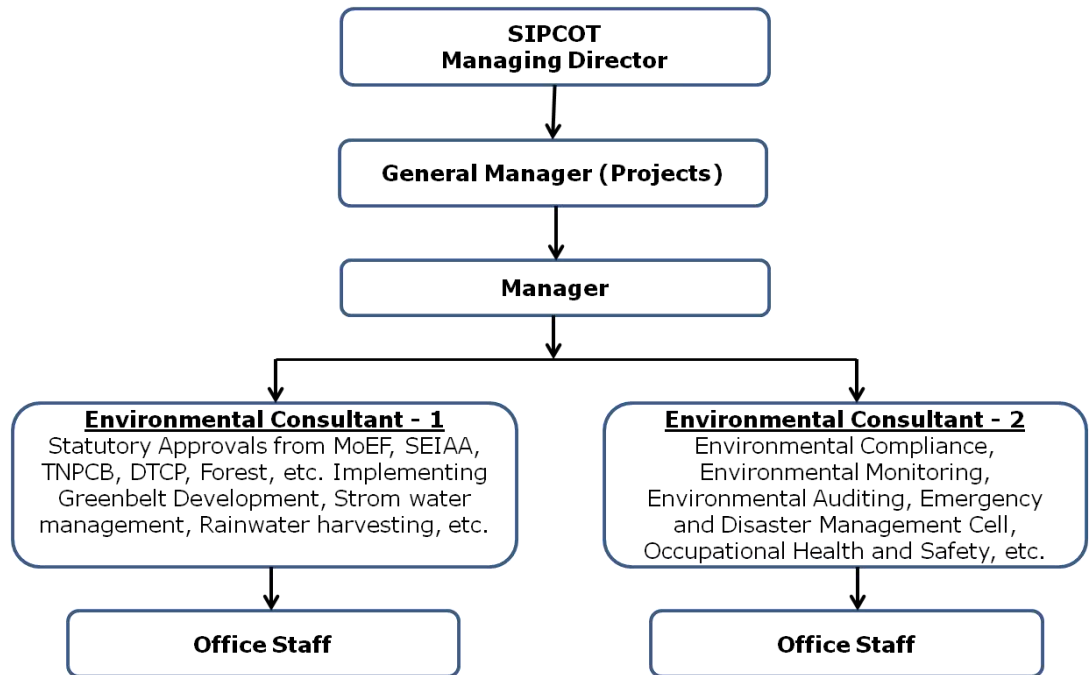 SIPCOT
Managing Director
General Manager (Projects)
Manager
Environmental Consultant - 1
Statutory Approvals from MoEF, SEIAA,
TNPCB, DTCP, Forest, etc. Implementing
Greenbelt Development, Strom water
management, Rainwater harvesting, etc.
Environmental Consultant - 2
Environmental Compliance,
Environmental Monitoring,
Environmental Auditing, Emergency
and Disaster Management Cell,
Occupational Health and Safety, etc.
Office Staff
Office Staff